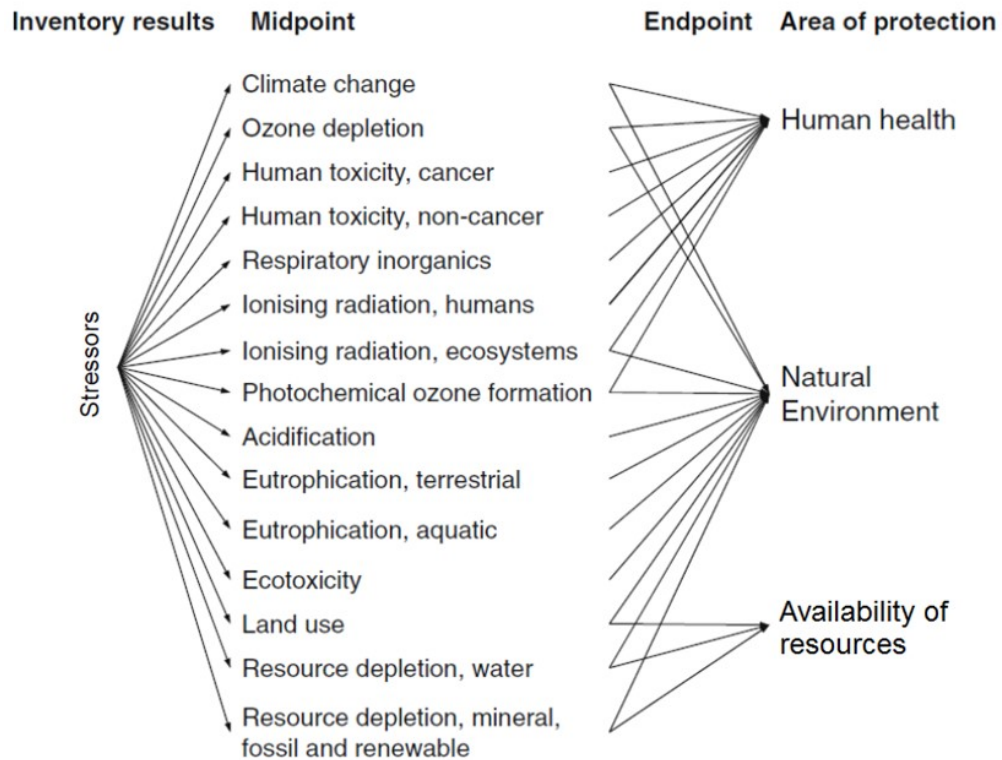 Inventory results Midpoint Endpoint Area of protection
Stressors
Climate change
Ozone depletion
Human toxicity, cancer
Human toxicity, non-cancer
Respiratory inorganics
Ionising radiation, humans
Ionising radiation, ecosystems
Photochemical ozone formation
Acidification
Eutrophication, terrestrial
Eutrophication, aquatic
Ecotoxicity
Land use
Resource depletion, water
Resource depletion, mineral,
fossil and renewable
Human health
Natural
Environment
Availability of
resources